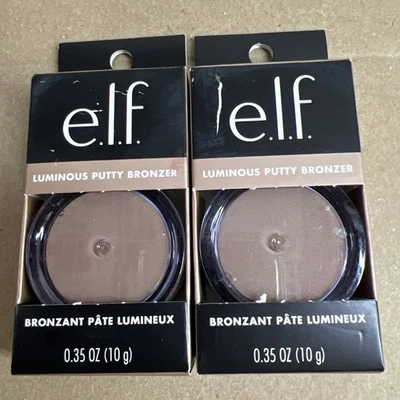 e.l.f.
LUMINOUS PUTTY BRONZER
BRONZANT PÂTE LUMINEUX
0.35 OZ (10 g)
e.l.f.
LUMINOUS PUTTY BRONZER
BRONZANT PÂTE LUMINEUX
0.35 OZ (10 g)